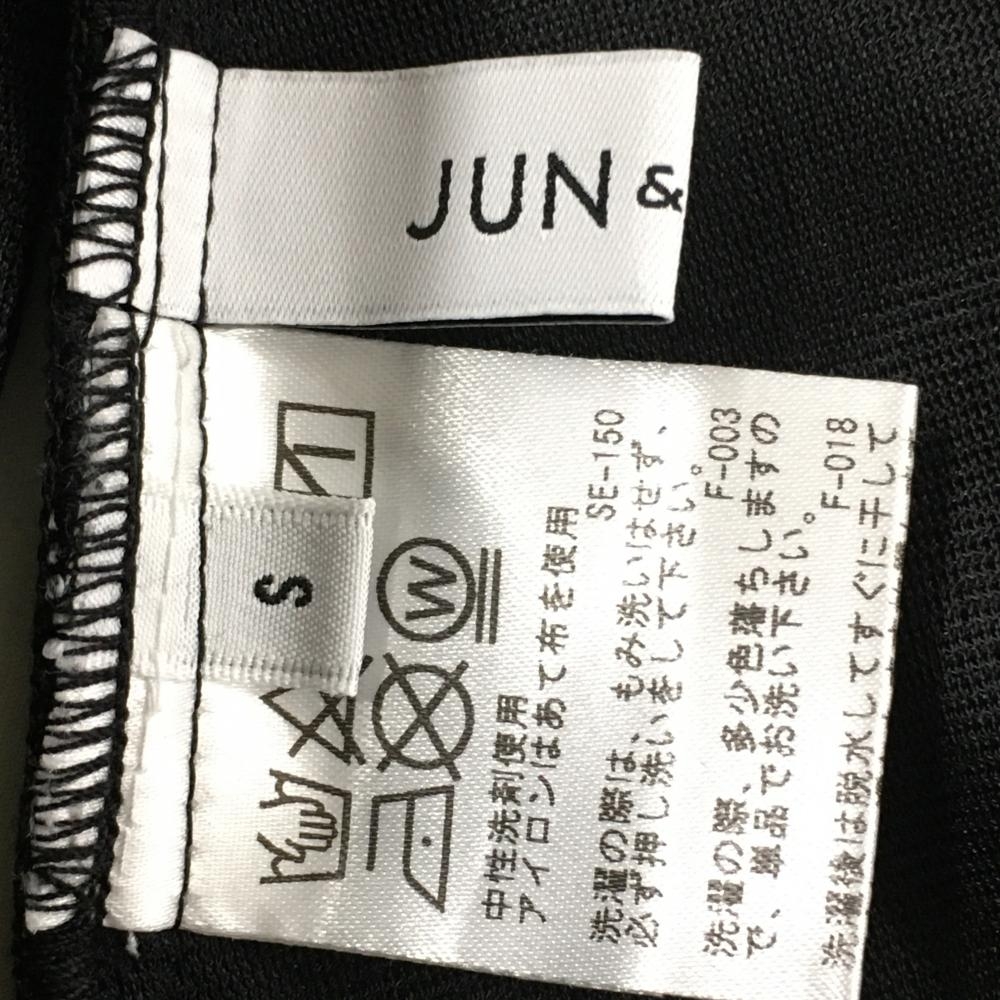 JUN &
S
W
中性洗剤使用
アイロンはあて布を使用
SE-150
洗濯の際は、もみ洗いはせず、
必ず押し洗いをして下さい。
F-003
洗濯の際、多少色落ちしますの
で、単品でお洗い下さい。
F-018
洗濯後は脱水してすぐに干して